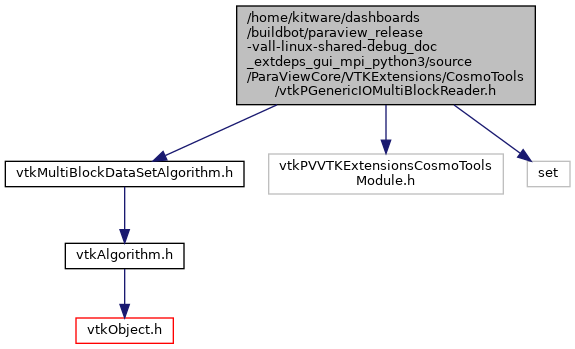 /home/kitware/dashboards
/buildbot/paraview_release
-vall-linux-shared-debug_doc
_extdeps_gui_mpi_python3/source
/ParaViewCore/VTKExtensions/CosmoTools
/vtkPGenericIOMultiBlockReader.h
vtkMultiBlockDataSetAlgorithm.h
vtkPVVTKExtensionsCosmoTools
Module.h
set
vtkAlgorithm.h
vtkObject.h